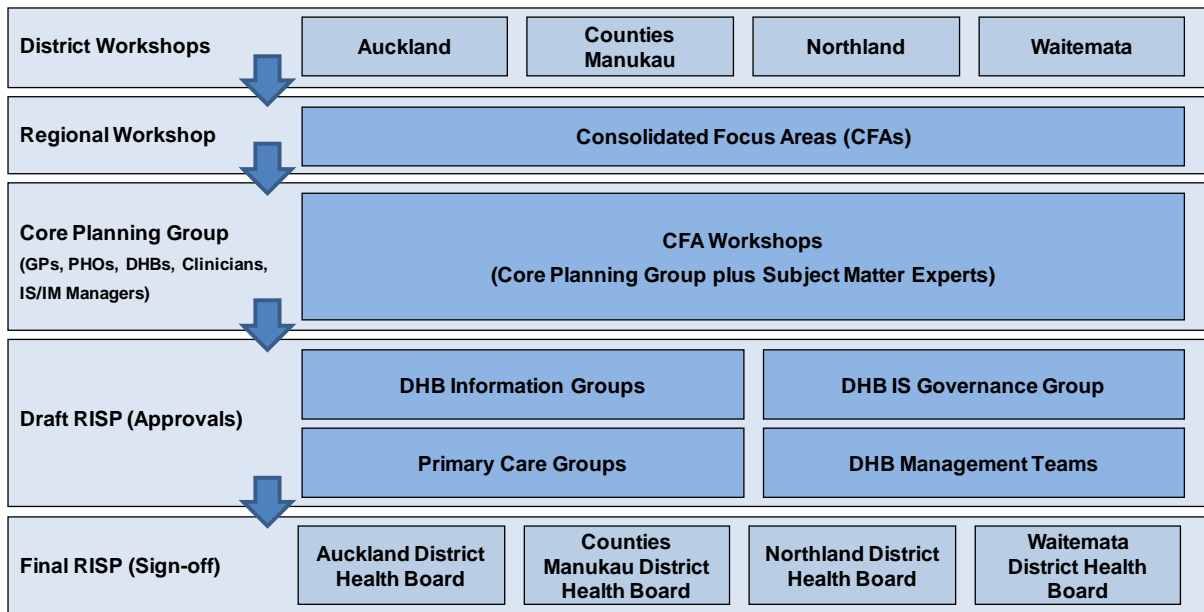 District Workshops
Auckland
Counties
Manukau
Northland
Waitemata
Regional Workshop
Consolidated Focus Areas (CFAs)
Core Planning Group
(GPs, PHOs, DHBs, Clinicians,
IS/IM Managers)
CFA Workshops
(Core Planning Group plus Subject Matter Experts)
Draft RISP (Approvals)
DHB Information Groups
DHB IS Governance Group
Primary Care Groups
DHB Management Teams
Final RISP (Sign-off)
Auckland District
Health Board
Counties
Manukau District
Health Board
Northland District
Health Board
Waitemata
District Health
Board